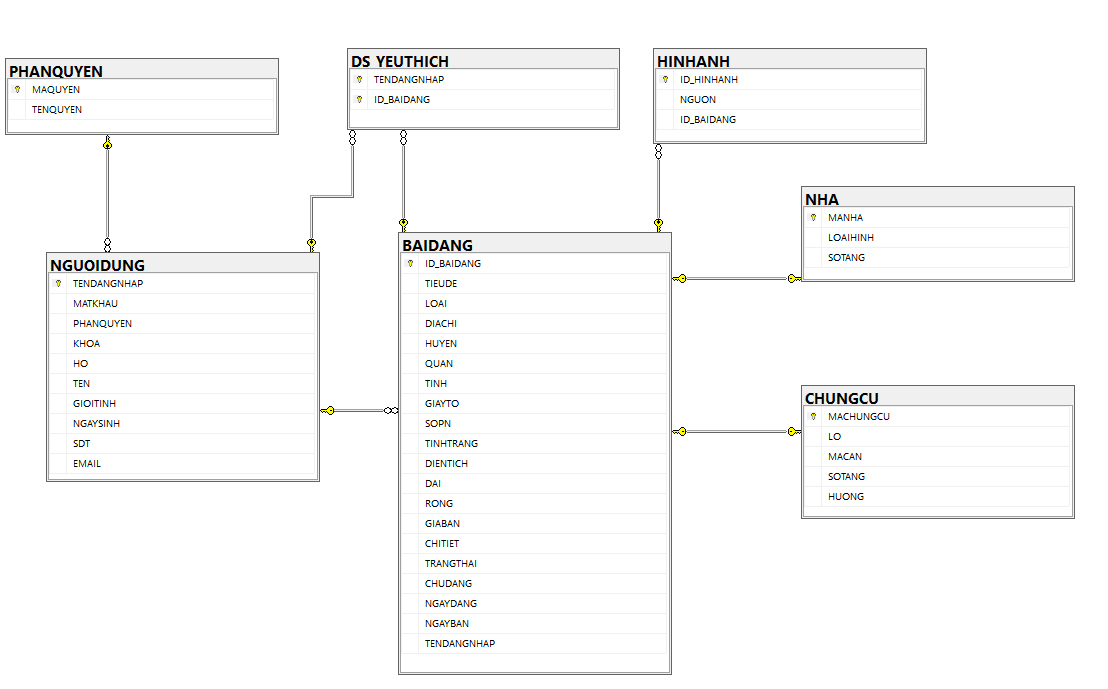 PHANQUYEN
MAQUYEN
TENQUYEN
DS_YEUTHICH
TENDANGNHAP
ID_BAIDANG
HINHANH
ID_HINHANH
NGUON
ID_BAIDANG
NHA
MANHA
LOAIHINH
SOTANG
NGUOIDUNG
TENDANGNHAP
MATKHAU
PHANQUYEN
KHOA
HO
TEN
GIOITINH
NGAYSINH
SDT
EMAIL
BAIDANG
ID_BAIDANG
TIEUDE
LOAI
DIACHI
HUYEN
QUAN
TINH
GIAYTO
SOPN
TINHTRANG
DIENTICH
DAI
RONG
GIABAN
CHITIET
TRANGTHAI
CHUDANG
NGAYDANG
NGAYBAN
TENDANGNHAP
CHUNGCU
MACHUNGCU
LO
MACAN
SOTANG
HUONG